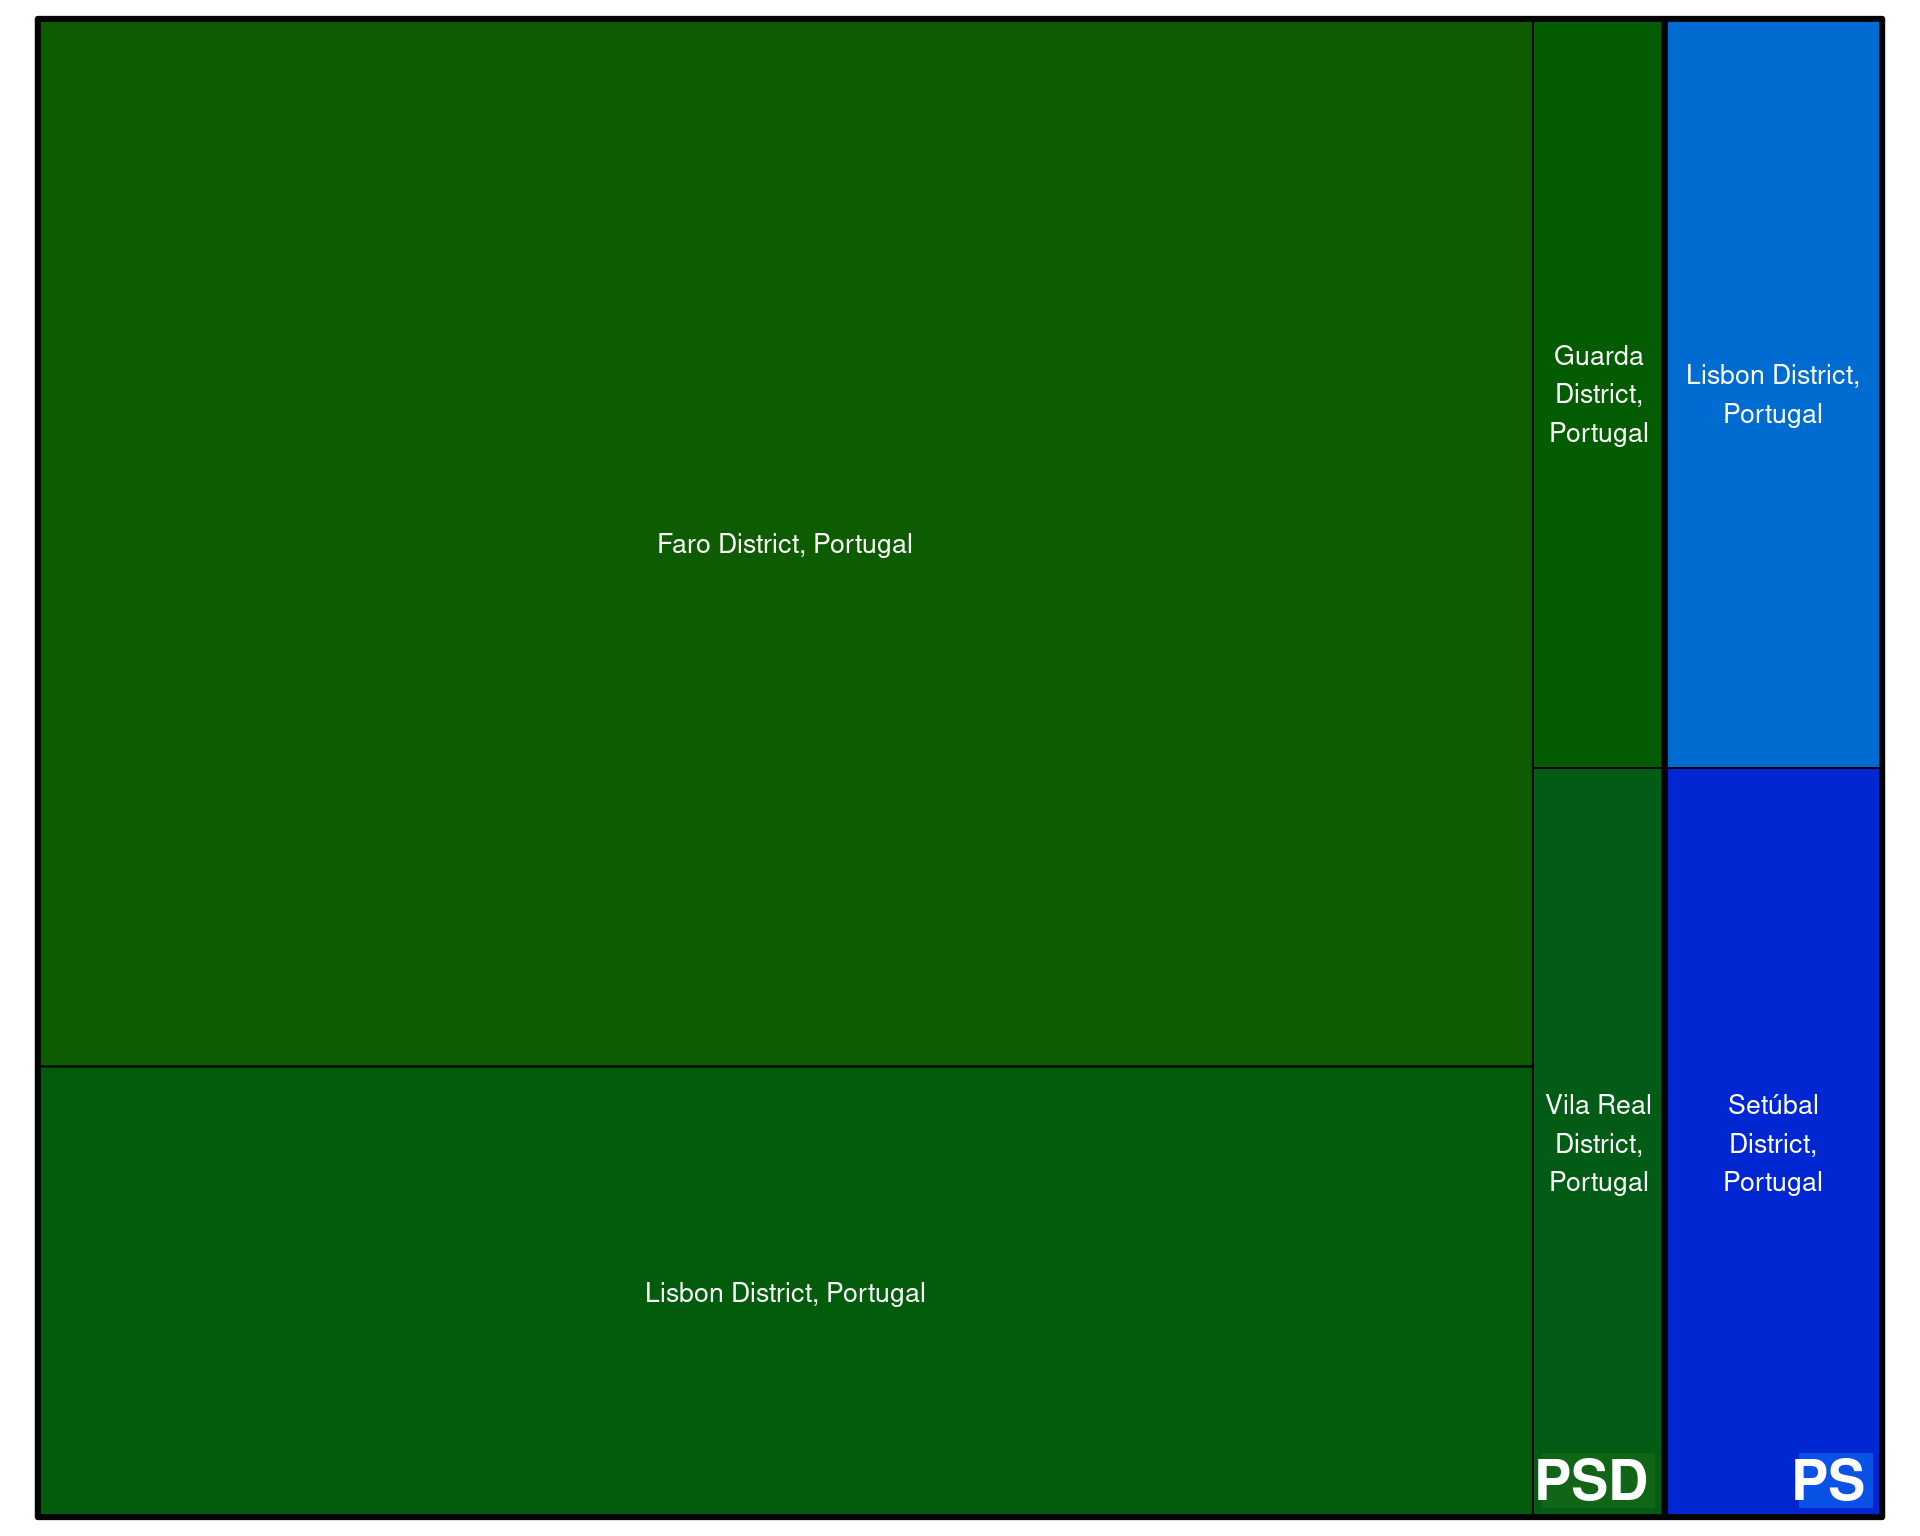 Faro District, Portugal
Lisbon District, Portugal
Guarda
District,
Portugal
Vila Real
District,
Portugal
PSD
Lisbon District,
Portugal
Setúbal
District,
Portugal
PS